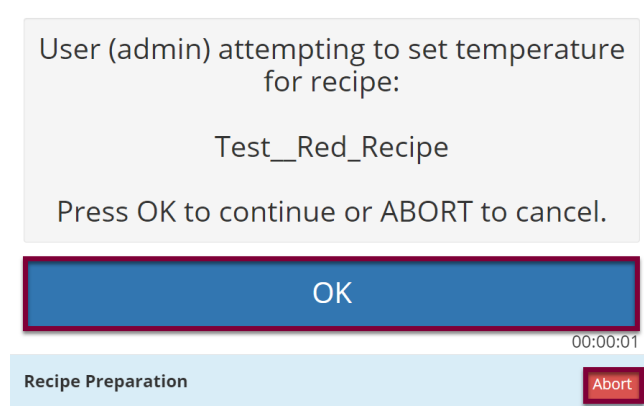 User (admin) attempting to set temperature
for recipe:
Test__Red_Recipe
Press OK to continue or ABORT to cancel.
OK
00:00:01
Recipe Preparation
Abort